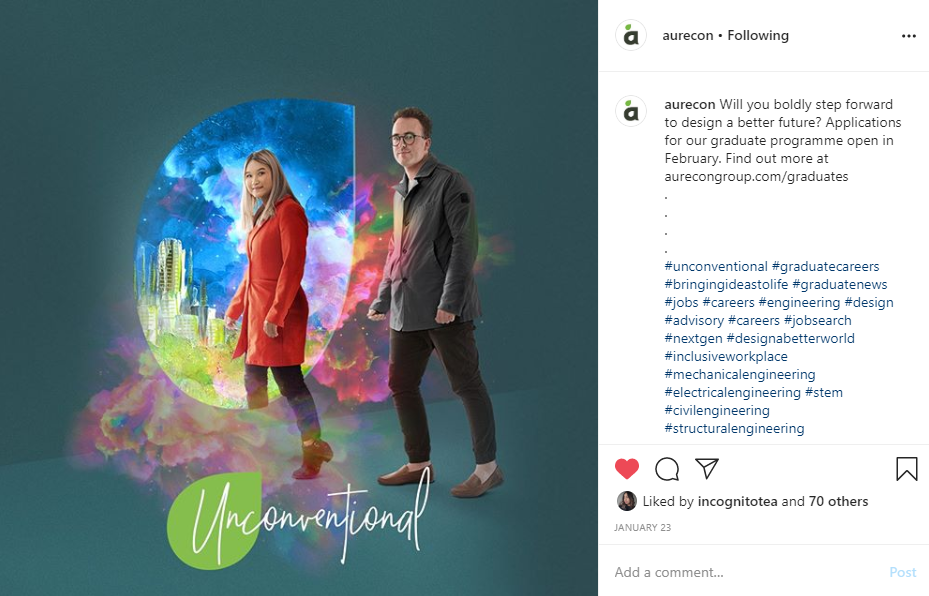 Unconventional
aurecon • Following
aurecon Will you boldly step forward
to design a better future? Applications
for our graduate programme open in
February. Find out more at
aurecongroup.com/graduates
.
.
.
.
#unconventional #graduatecareers
#bringingideastolife #graduatenews
#jobs #careers #engineering #design
#advisory #careers #jobsearch
#nextgen #designabetterworld
#inclusiveworkplace
#mechanicalengineering
#electricalengineering #stem
#civilengineering
#structuralengineering
Liked by incognitotea and 70 others
JANUARY 23
Add a comment...
Post